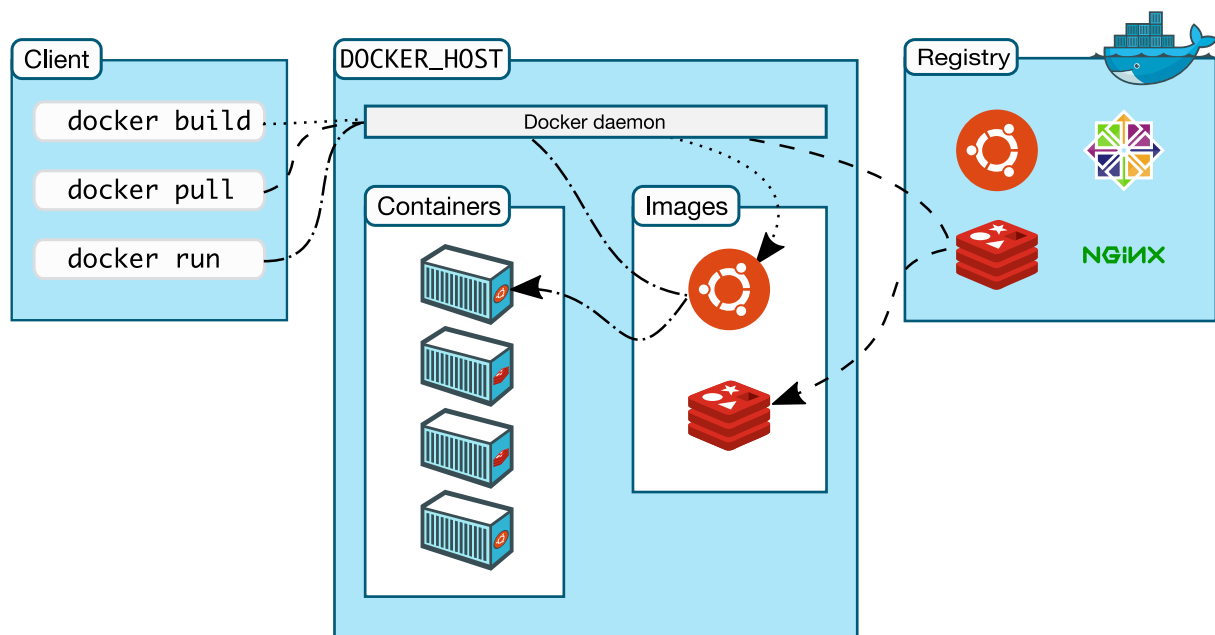 Client
docker build
docker pull
docker run
DOCKER_HOST
Docker daemon
Containers
Images
Registry
NGINX